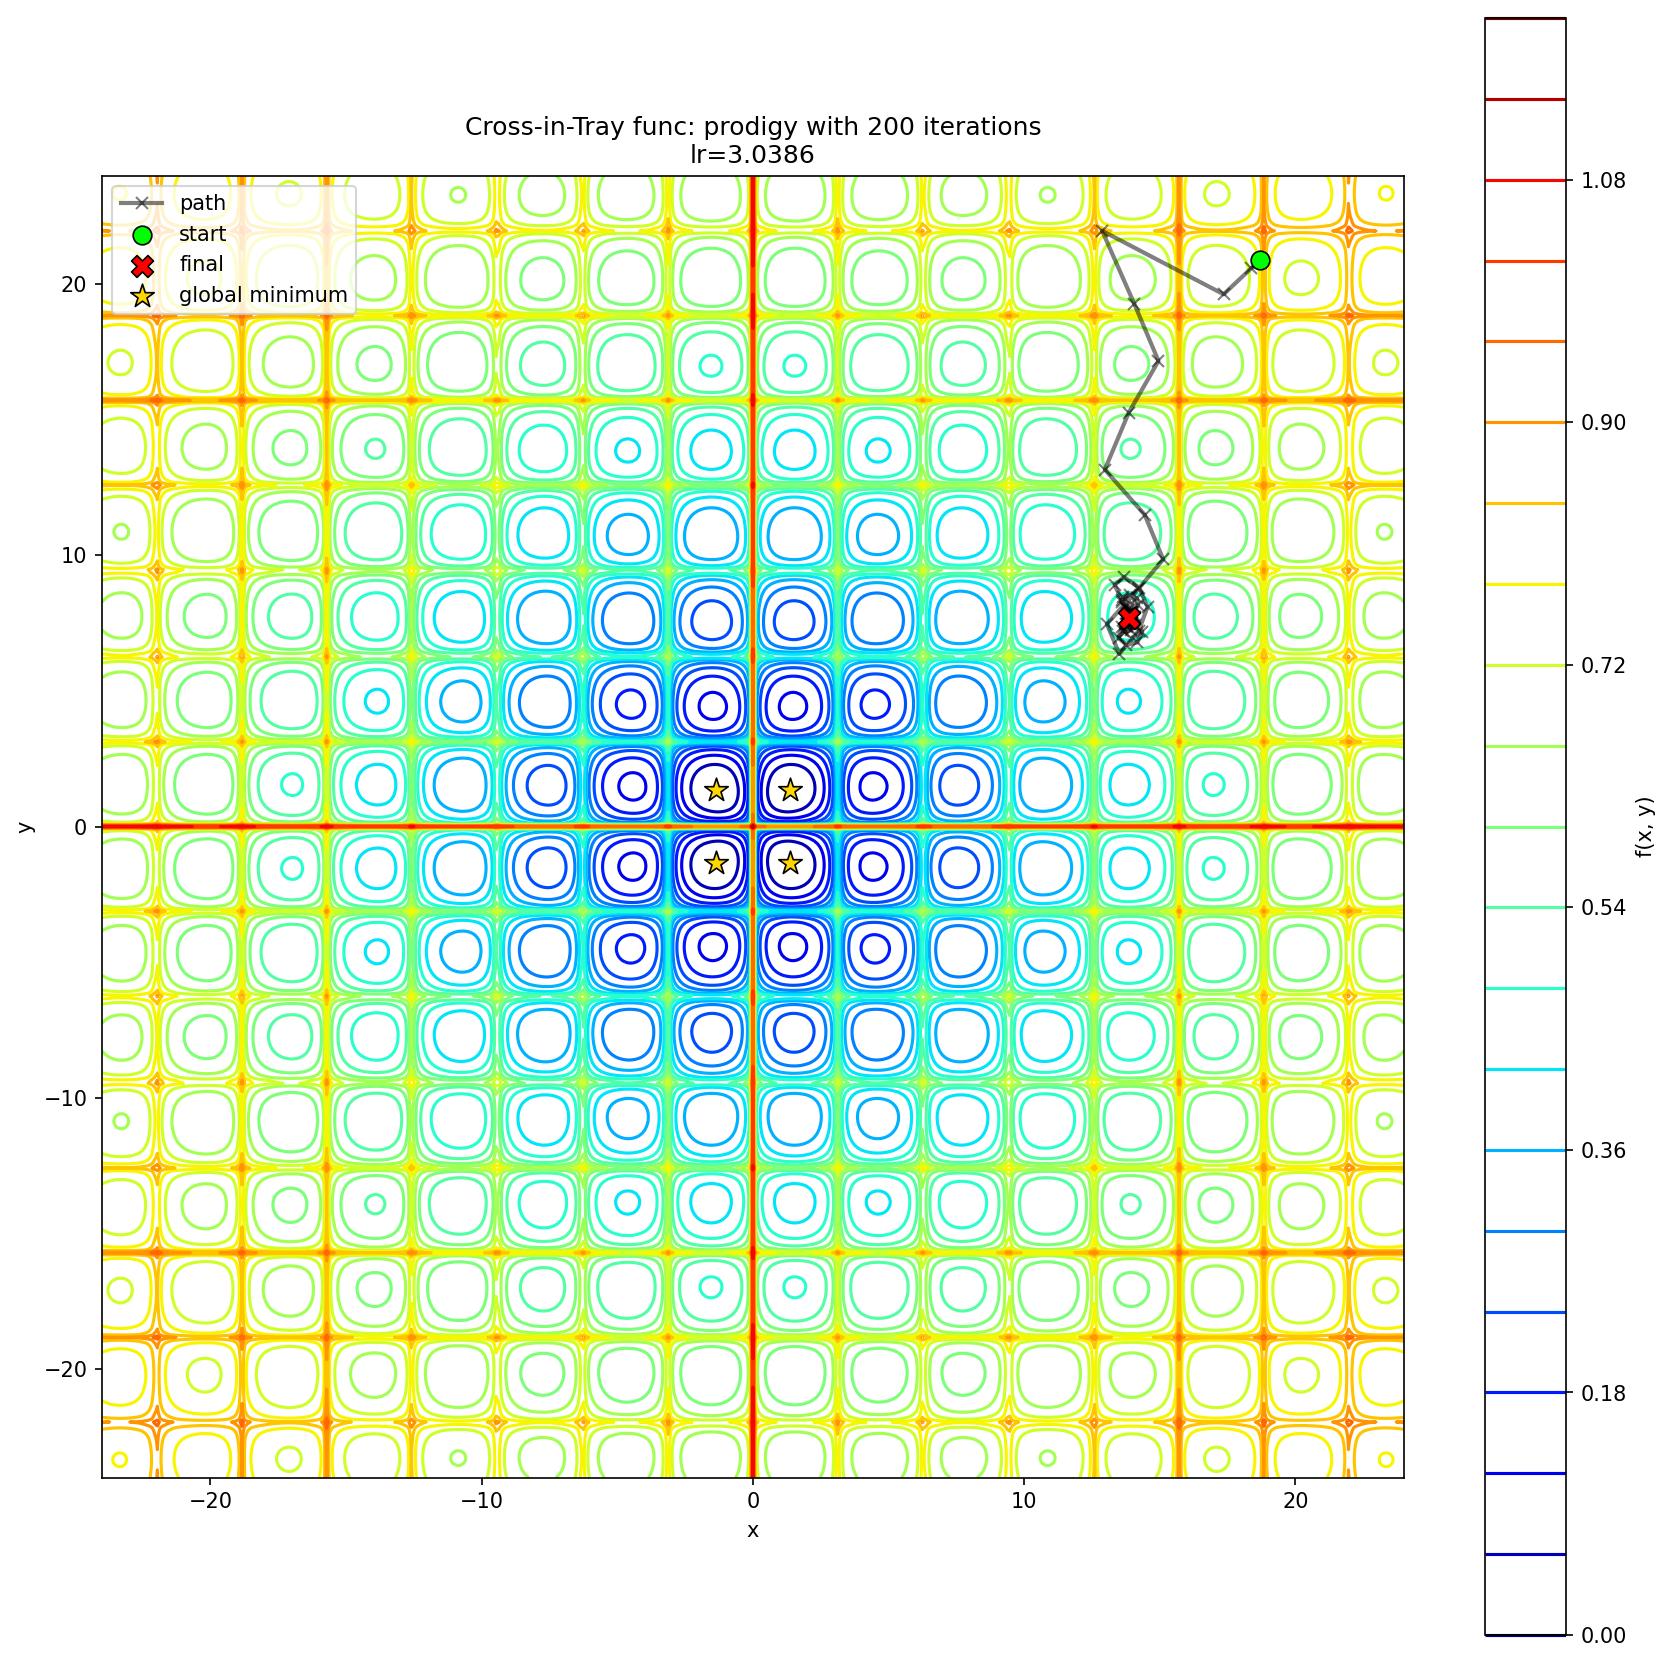 Cross-in-Tray func: prodigy with 200 iterations
lr=3.0386
path
start
final
global minimum
20
10
0
−10
−20
y
−20
−10
0
10
20
x
1.08
0.90
0.72
0.54
0.36
0.18
0.00
f(x, y)